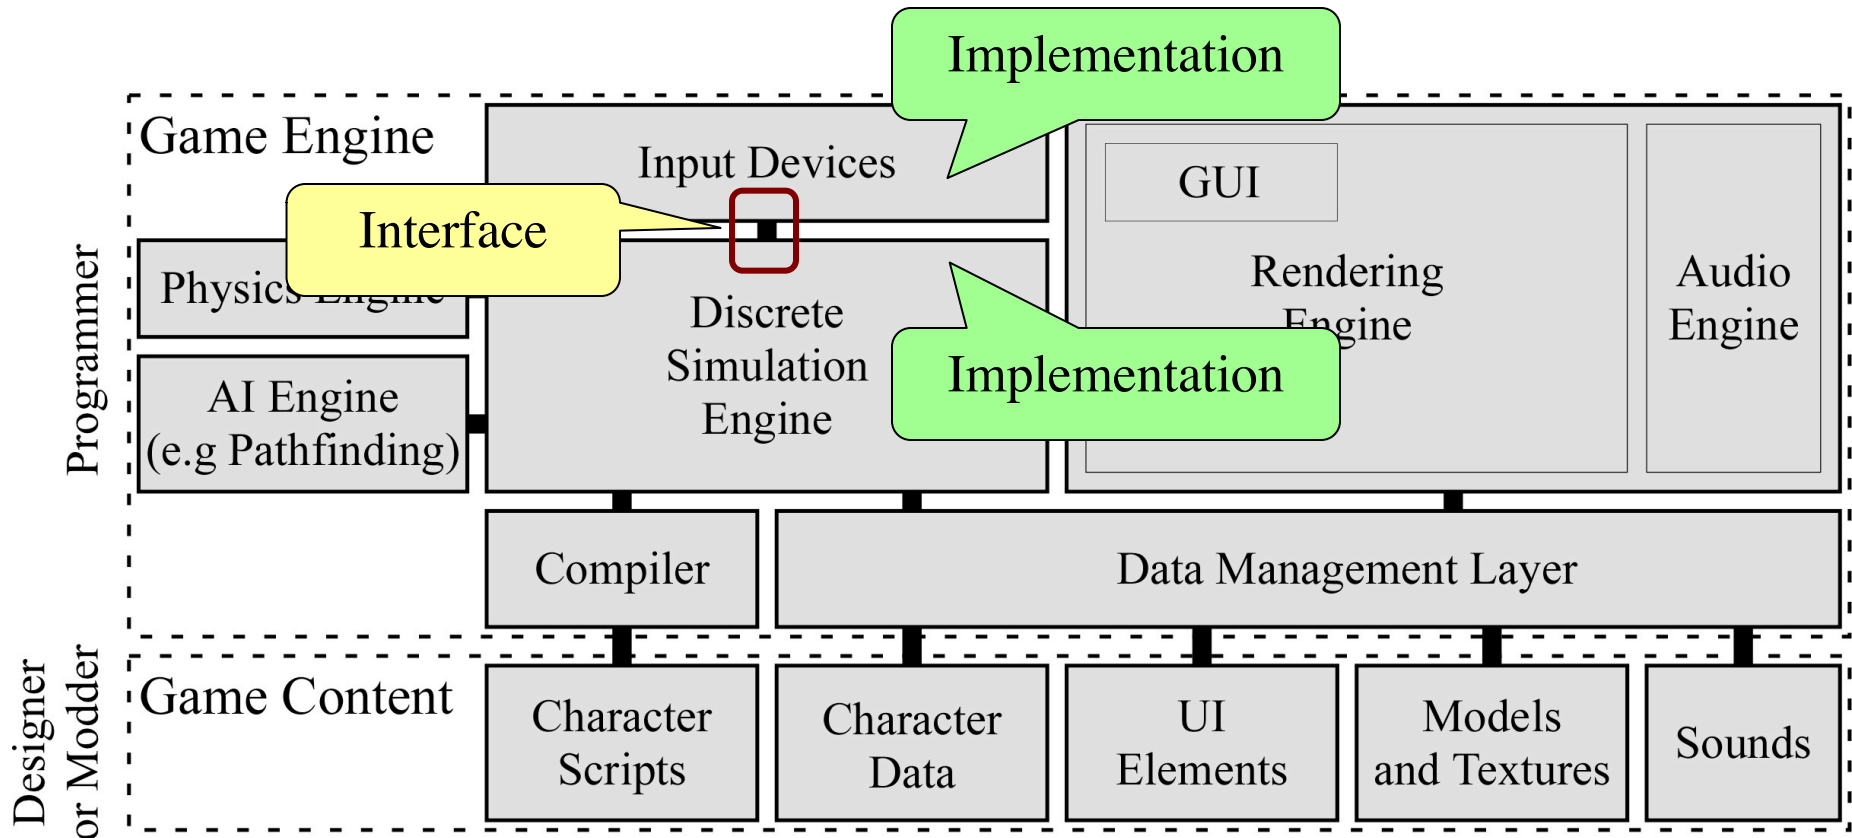 Implementation
Game Engine
Input Devices
GUI
Interface
Physics Engine
Discrete
Simulation
Engine
Rendering
Engine
Audio
Engine
Implementation
AI Engine
(e.g Pathfinding)
Programmer
Compiler
Data Management Layer
Designer
or Modder
Game Content
Character
Scripts
Character
Data
UI
Elements
Models
and Textures
Sounds